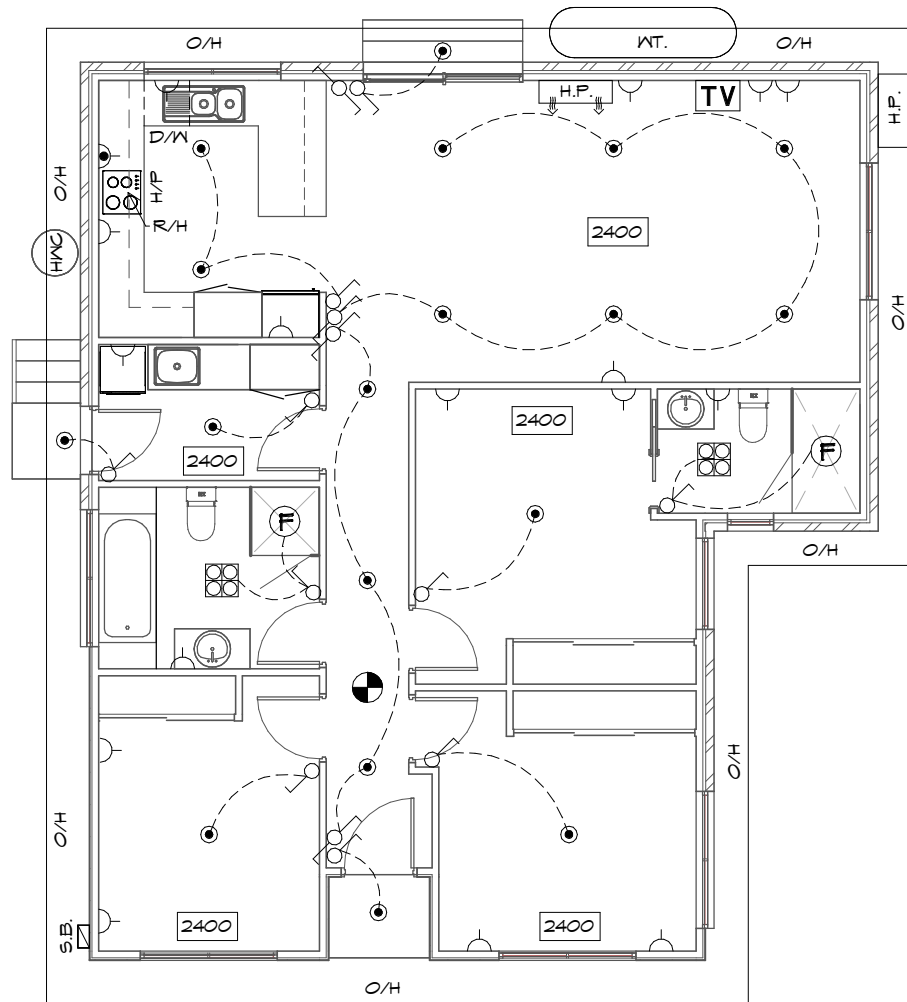 O/H
WT.
O/H
H.P.
TV
H.P.
D/W
H/P
O/H
R/H
2400
HWC
O/H
2400
2400
F
F
O/H
O/H
O/H
2400
2400
S.B.
O/H